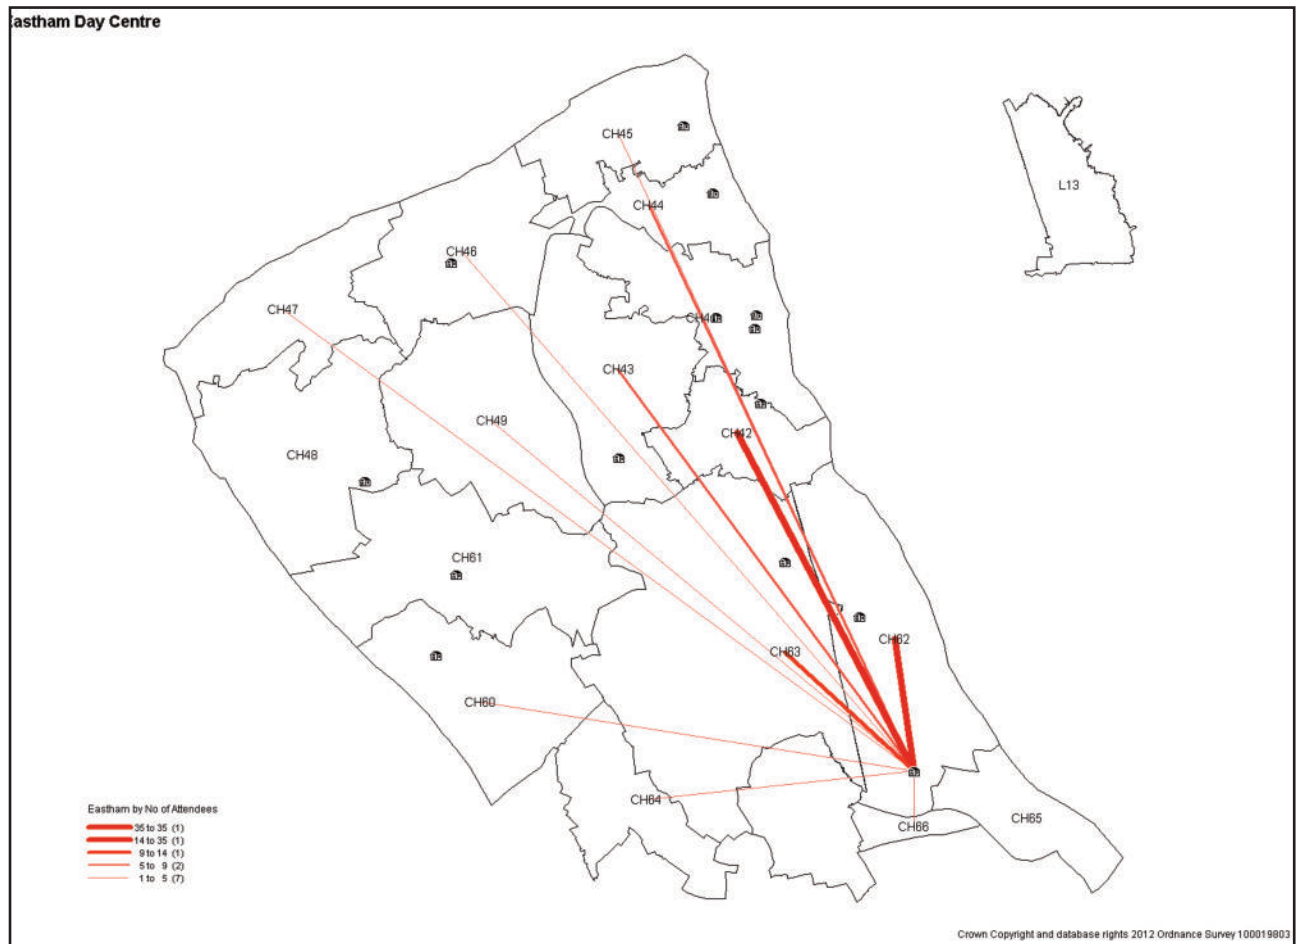 Eastham Day Centre
CH45
L13
CH44
CH46
CH47
CH43
CH49
CH42
CH48
CH61
CH62
CH63
CH60
CH64
CH66
CH65
Eastham by No of Attendees
35 to 35 (1)
14 to 35 (1)
9 to 14 (1)
5 to 9 (2)
1 to 5 (7)
Crown Copyright and database rights 2012 Ordnance Survey 100019803